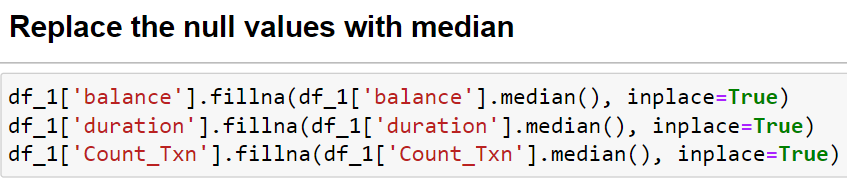 Replace the null values with median
df_1['balance'].fillna(df_1['balance'].median(), inplace=True)
df_1['duration'].fillna(df_1['duration'].median(), inplace=True)
df_1['Count_Txn'].fillna(df_1['Count_Txn'].median(), inplace=True)